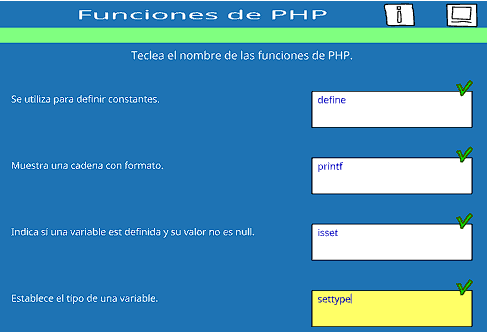 Funciones de PHP
Teclea el nombre de las funciones de PHP.
Se utiliza para definir constantes.
define
Muestra una cadena con formato.
printf
Indica sí una variable est definida y su valor no es null.
isset
Establece el tipo de una variable.
settype